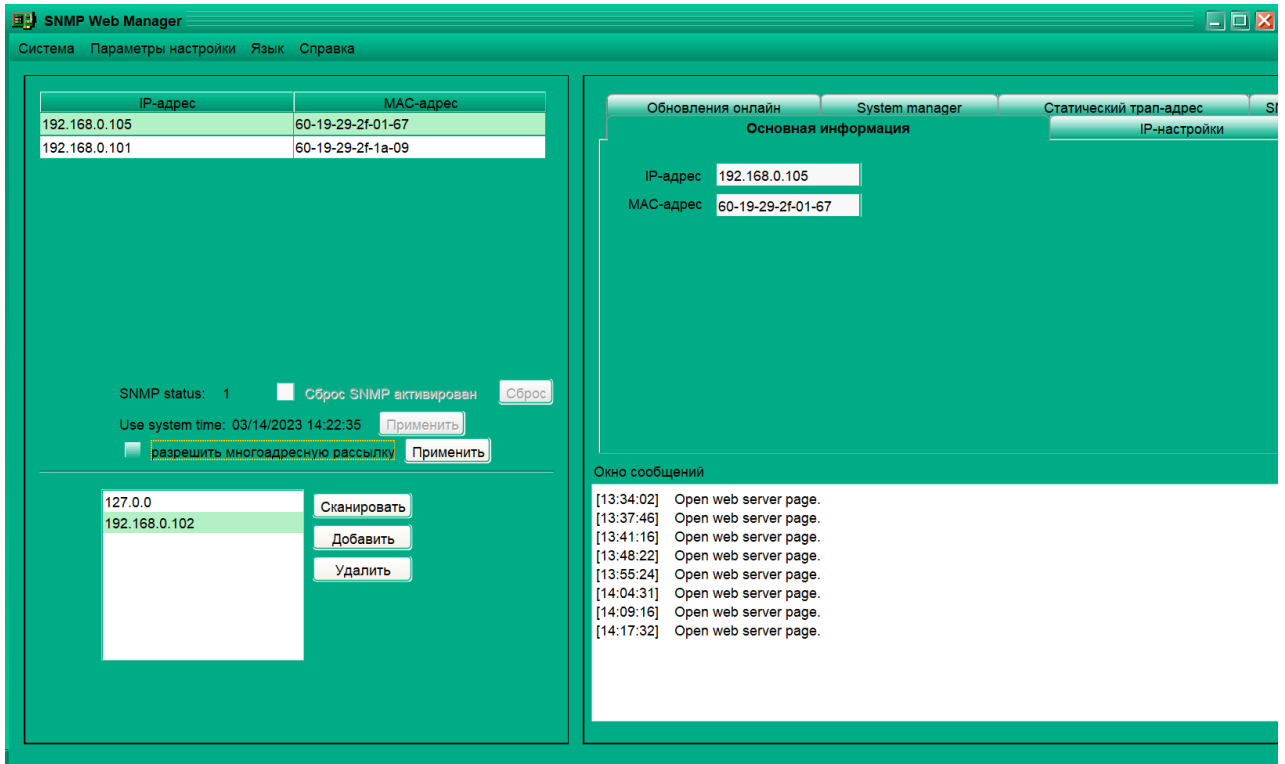 SNMP Web Manager
Система Параметры настройки Язык Справка
IP-адрес MAC-адрес
192.168.0.105 60-19-29-2f-01-67
192.168.0.101 60-19-29-2f-1a-09
SNMP status: 1 Сброс SNMP активирован Сброс
Use system time: 03/14/2023 14:22:35 Применить
разрешить многоадресную рассылку Применить
127.0.0
192.168.0.102
Сканировать
Добавить
Удалить
Обновления онлайн System manager Статический трап-адрес
Основная информация IP-настройки
IP-адрес 192.168.0.105
MAC-адрес 60-19-29-2f-01-67
Окно сообщений
[13:34:02] Open web server page.
[13:37:46] Open web server page.
[13:41:16] Open web server page.
[13:48:22] Open web server page.
[13:55:24] Open web server page.
[14:04:31] Open web server page.
[14:09:16] Open web server page.
[14:17:32] Open web server page.